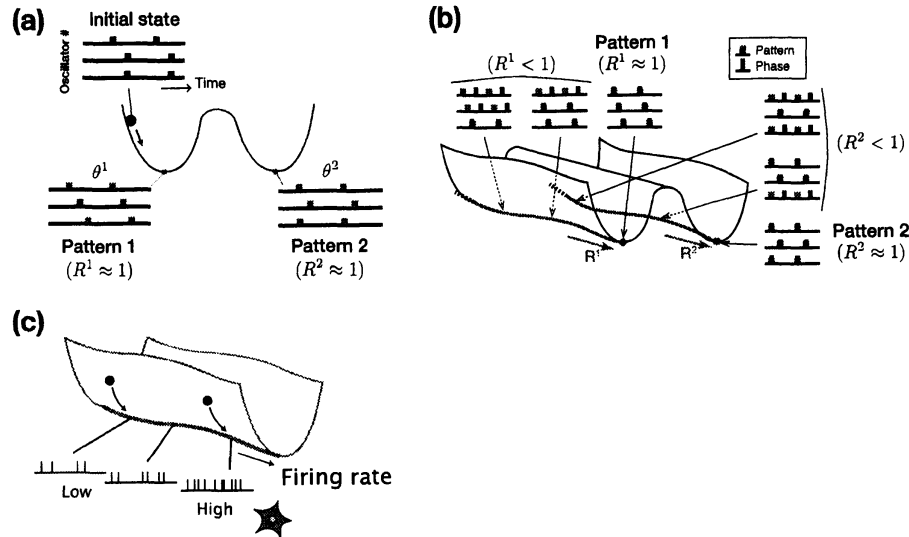 (a)
Initial state
Oscillator #
Time
θ¹
θ²
Pattern 1
(R¹ ≈ 1)
Pattern 2
(R² ≈ 1)
(b)
Pattern 1
(R¹ < 1)
(R¹ ≈ 1)
Pattern
Phase
(R² < 1)
Pattern 2
(R² ≈ 1)
R¹
R²
(c)
Low
High
Firing rate